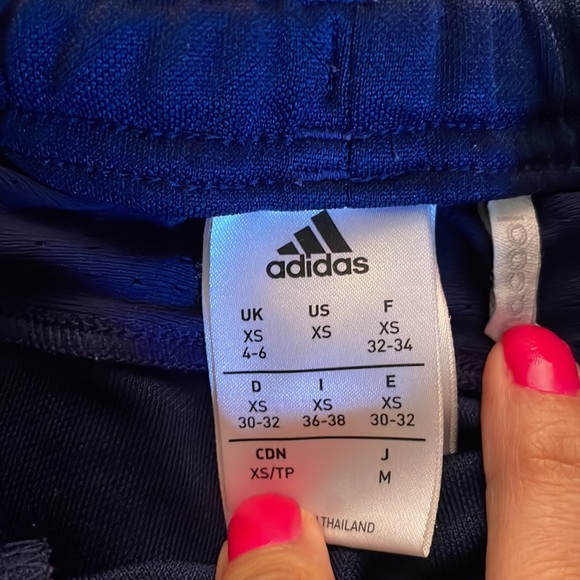 adidas
UK US F
XS XS XS
4-6 32-34
D I E
XS XS XS
30-32 36-38 30-32
CDN J
XS/TP M
THAILAND